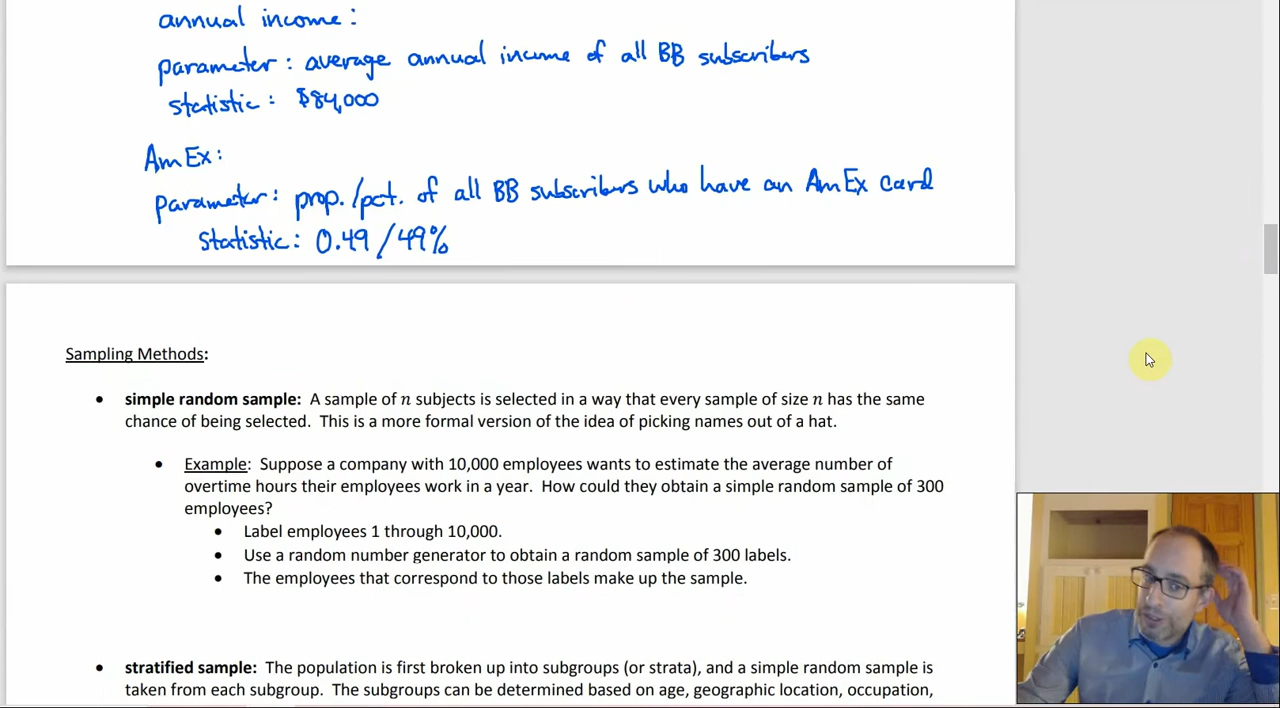 annual income:
parameter: average annual income of all BB subscribers
statistic: $84,000
AmEx:
parameter: prop./pct. of all BB subscribers who have an AmEx card
statistic: 0.49/49%
Sampling Methods:
• simple random sample: A sample of n subjects is selected in a way that every sample of size n has the same
chance of being selected. This is a more formal version of the idea of picking names out of a hat.
• Example: Suppose a company with 10,000 employees wants to estimate the average number of
overtime hours their employees work in a year. How could they obtain a simple random sample of 300
employees?
• Label employees 1 through 10,000.
• Use a random number generator to obtain a random sample of 300 labels.
• The employees that correspond to those labels make up the sample.
• stratified sample: The population is first broken up into subgroups (or strata), and a simple random sample is
taken from each subgroup. The subgroups can be determined based on age, geographic location, occupation,